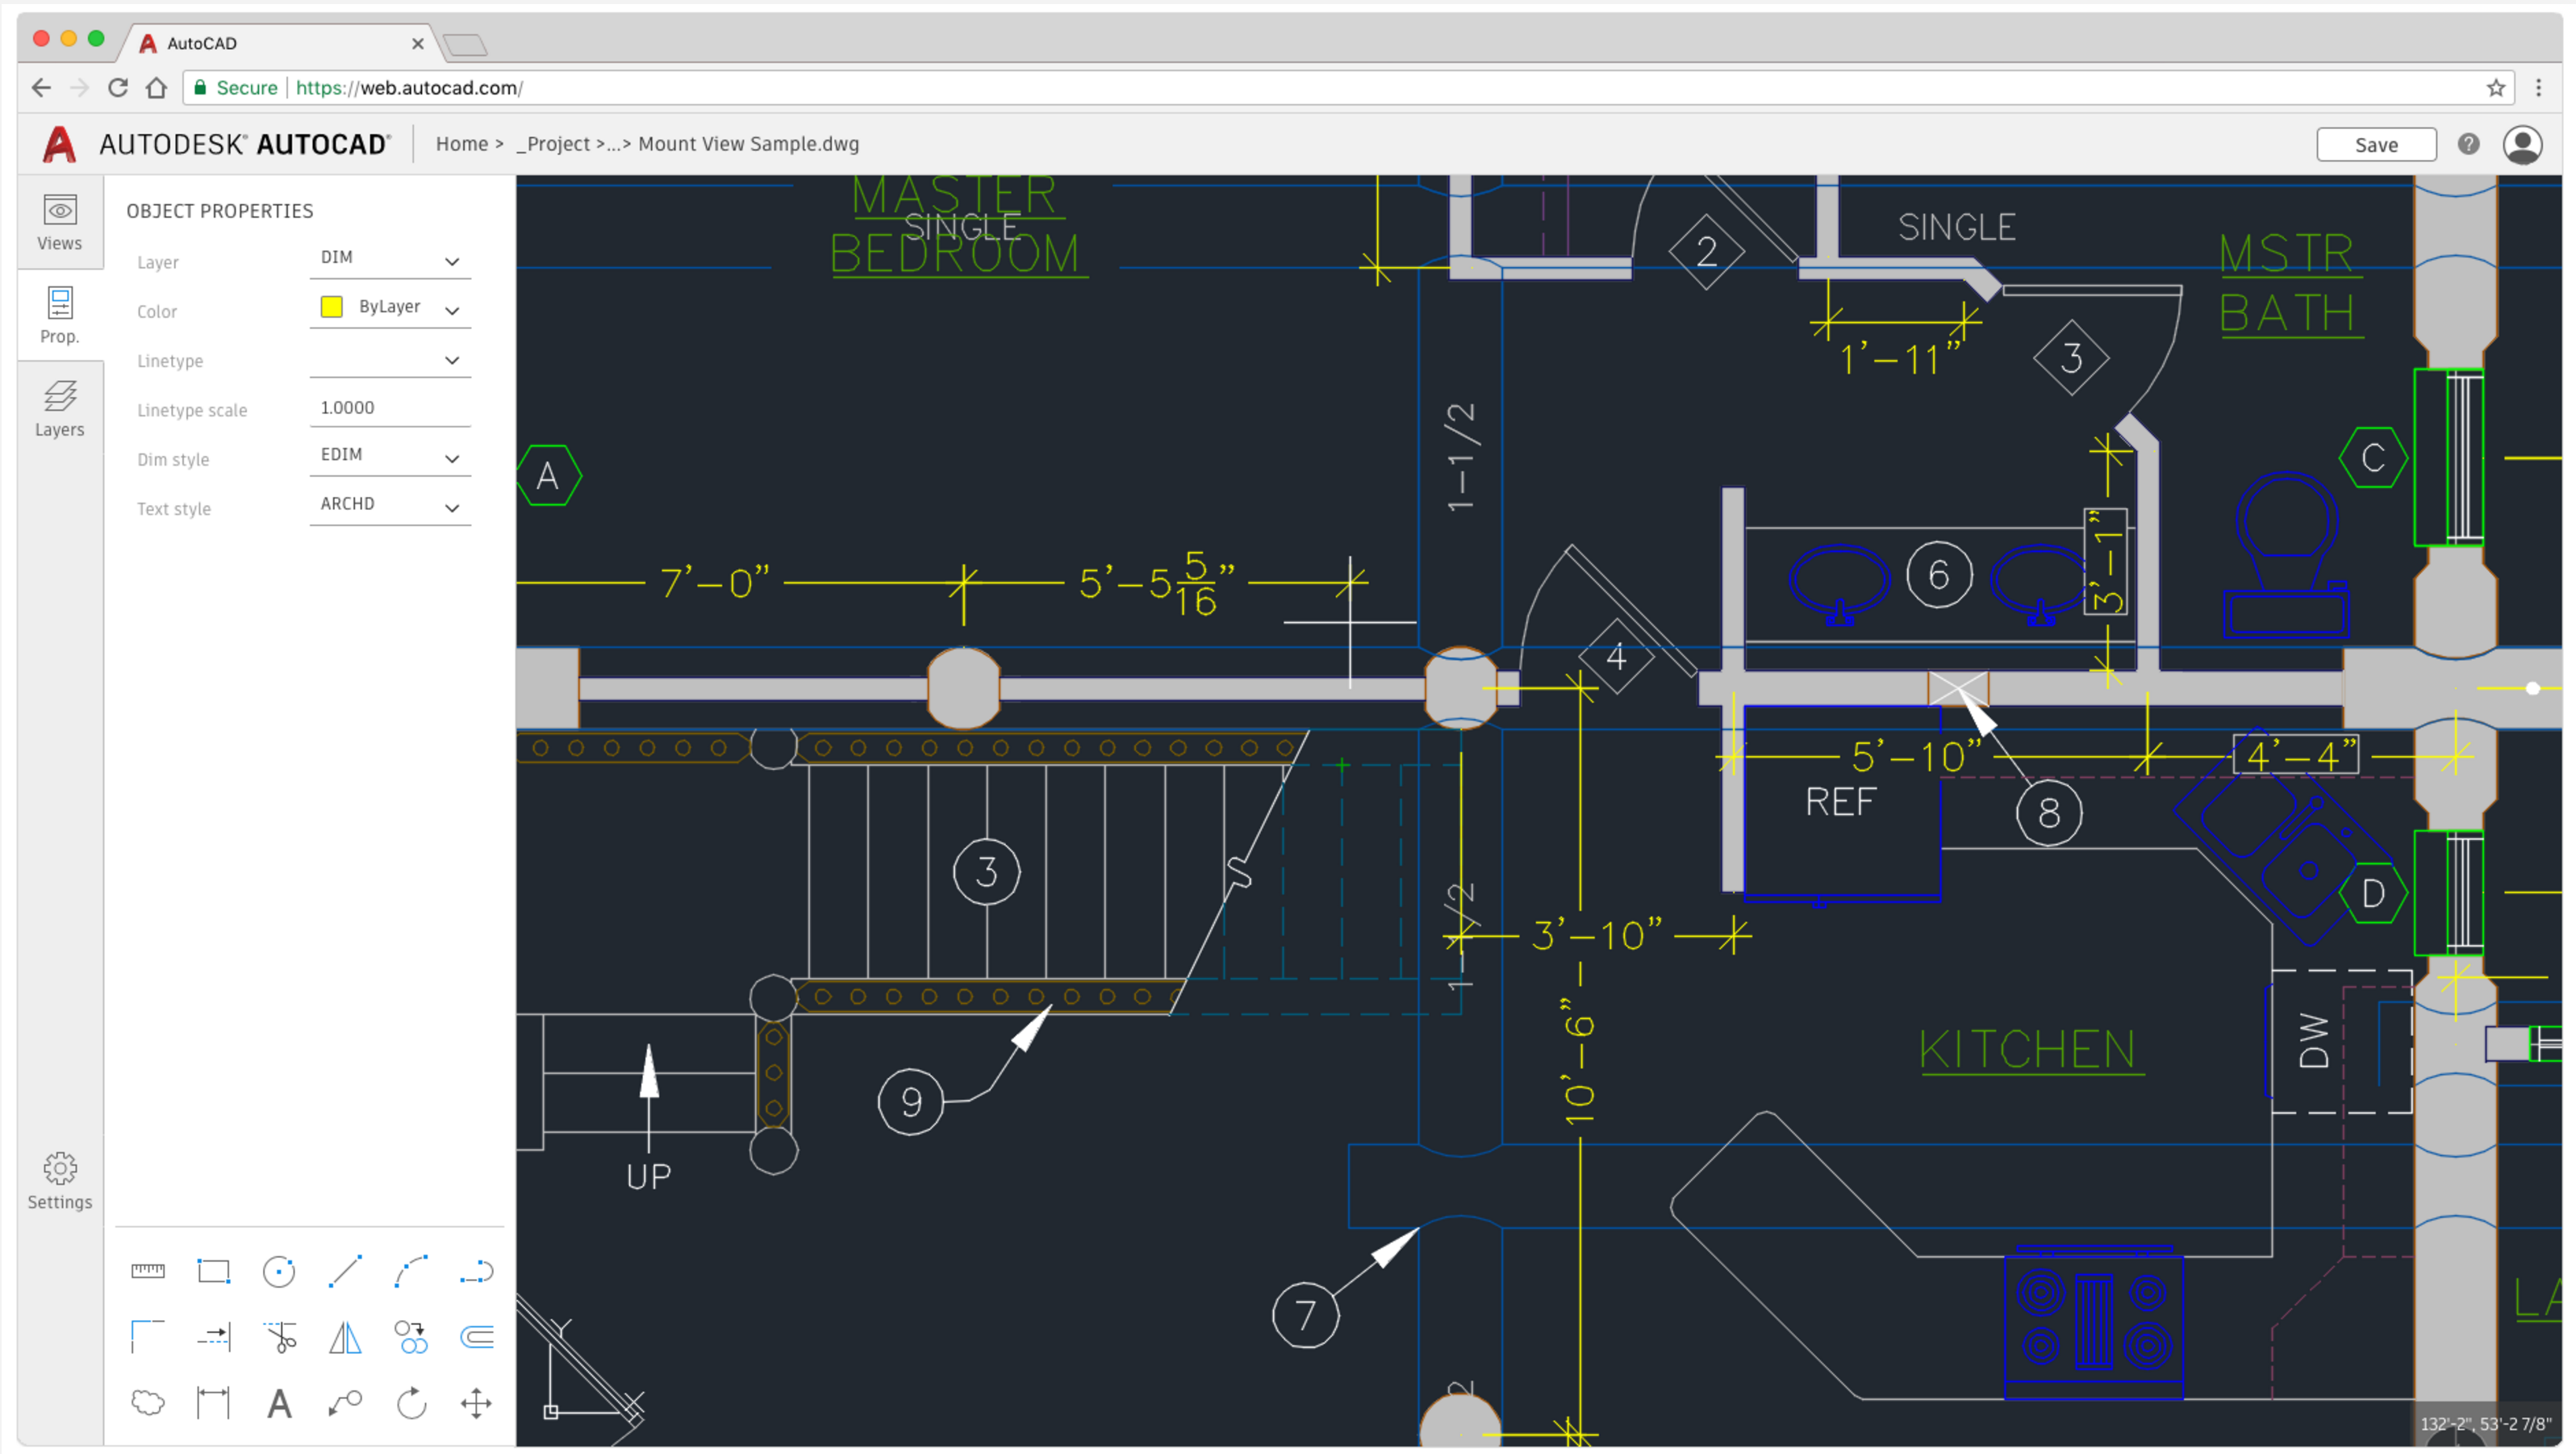 AutoCAD
Secure
https://web.autocad.com/
AUTODESK® AUTOCAD®
Home > _Project >...> Mount View Sample.dwg
Save
?
Views
Prop.
Layers
Settings
OBJECT PROPERTIES
Layer DIM
Color ByLayer
Linetype
Linetype scale 1.0000
Dim style EDIM
Text style ARCHD
A
MASTER
SINGLE
BEDROOM
2
SINGLE
MSTR
BATH
1'-11"
3
1-1/2
A
C
7'-0"
5'-5 5/16"
6
3'-1"
4
5'-10"
4'-4"
REF
8
3
D
1 /2
3'-10"
10'-6"
9
UP
KITCHEN
DW
7
2
Y
X
LA
132'-2", 53'-2 7/8"